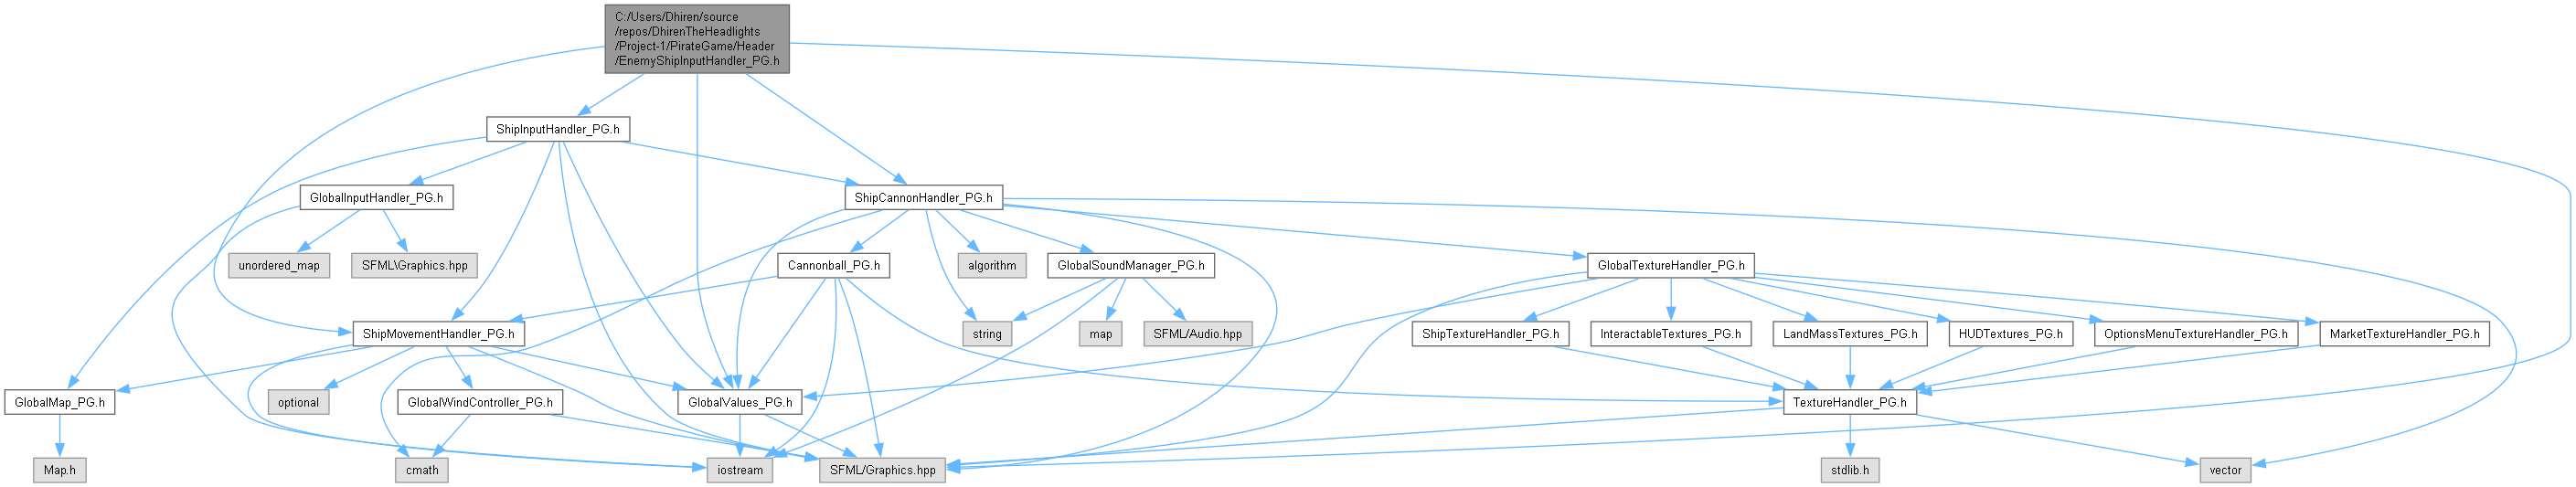 C:/Users/Dhiren/source
/repos/DhirenTheHeadlights
/Project-1/PirateGame/Header
/EnemyShipInputHandler_PG.h
ShipInputHandler_PG.h
GlobalInputHandler_PG.h
ShipCannonHandler_PG.h
unordered_map
SFML\Graphics.hpp
Cannonball_PG.h
algorithm
GlobalSoundManager_PG.h
GlobalTextureHandler_PG.h
ShipMovementHandler_PG.h
string
map
SFML/Audio.hpp
ShipTextureHandler_PG.h
InteractableTextures_PG.h
LandMassTextures_PG.h
HUDTextures_PG.h
OptionsMenuTextureHandler_PG.h
MarketTextureHandler_PG.h
GlobalMap_PG.h
optional
GlobalWindController_PG.h
GlobalValues_PG.h
TextureHandler_PG.h
Map.h
cmath
iostream
SFML/Graphics.hpp
stdlib.h
vector